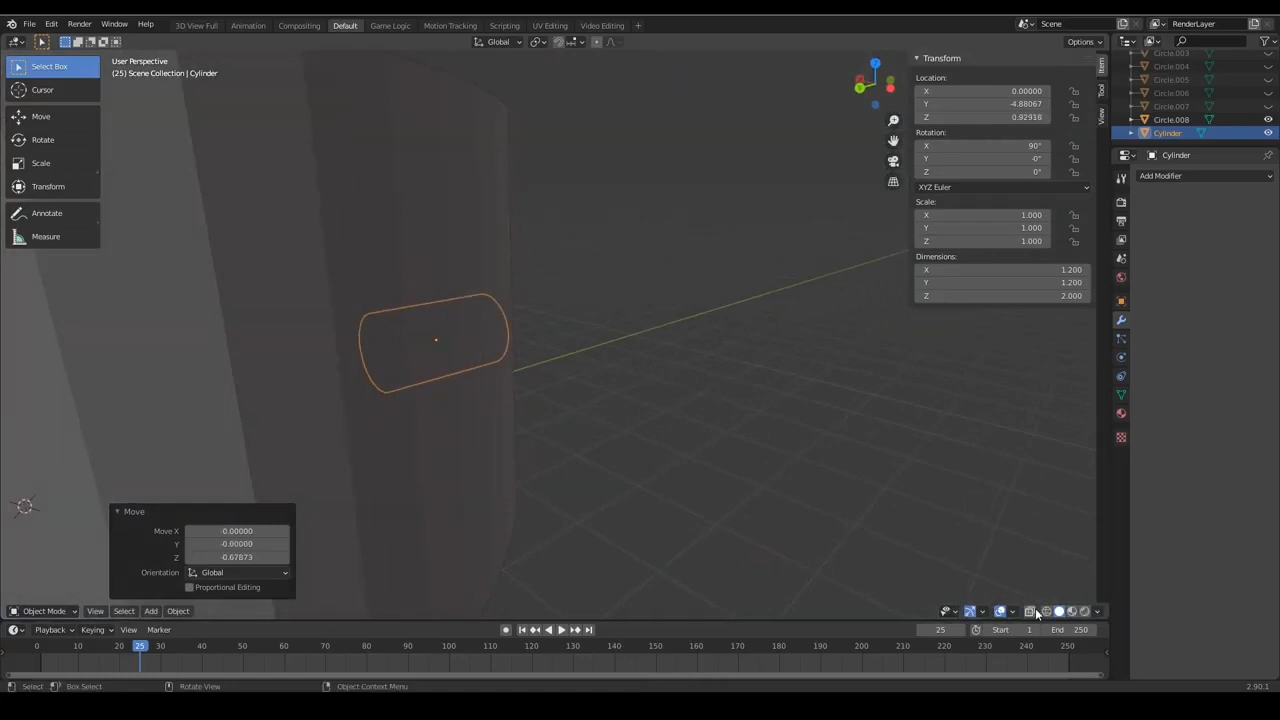 File Edit Render Window Help 3D View Full Animation Compositing Default Game Logic Motion Tracking Scripting UV Editing Video Editing + Scene RenderLayer
Global Options
Select Box
Cursor
Move
Rotate
Scale
Transform
Annotate
Measure
User Perspective
(25) Scene Collection | Cylinder
Z
Y
Transform
Location:
X 0.00000
Y -4.88067
Z 0.92916
Rotation:
X 90°
Y -0°
Z 0°
XYZ Euler
Scale:
X 1.000
Y 1.000
Z 1.000
Dimensions:
X 1.200
Y 1.200
Z 2.000
Item
Tool
View
Circle.003
Circle.004
Circle.005
Circle.006
Circle.007
Circle.008
Cylinder
Cylinder
Add Modifier
Move
Move X -0.00000
Y -0.00000
Z -0.67873
Orientation Global
Proportional Editing
Object Mode View Select Add Object
Playback Keying View Marker 25 Start 1 End 250
0 10 20 25 30 40 50 60 70 80 90 100 110 120 130 140 150 160 170 180 190 200 210 220 230 240 250
Select Box Select Rotate View Object Context Menu 2.90.1